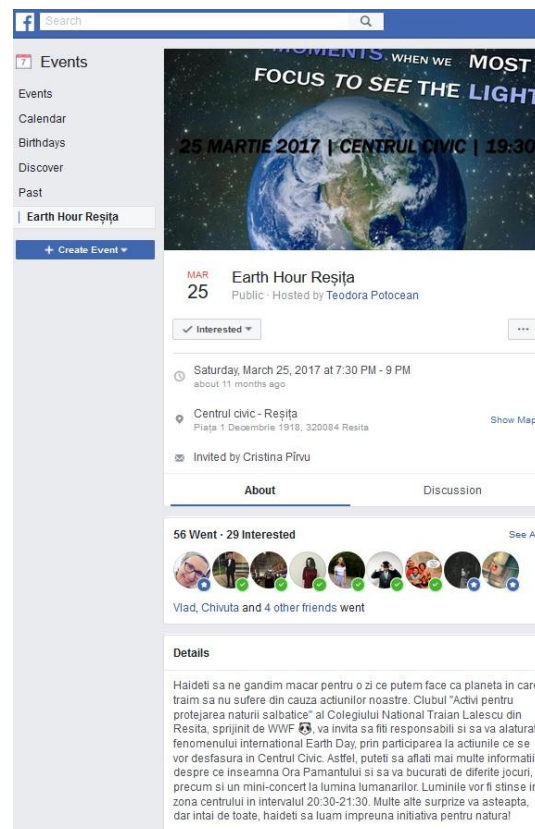 f Search
7 Events
Events
Calendar
Birthdays
Discover
Past
Earth Hour Reșița
+ Create Event
MOMENTS WHEN WE MOST
FOCUS TO SEE THE LIGHT
25 MARTIE 2017 | CENTRUL CIVIC | 19:30
MAR
25
Earth Hour Reșița
Public · Hosted by Teodora Potocean
Interested
...
Saturday, March 25, 2017 at 7:30 PM - 9 PM
about 11 months ago
Centrul civic - Reșița
Piața 1 Decembrie 1918, 320084 Resita
Show Map
Invited by Cristina Pîrvu
About Discussion
56 Went · 29 Interested
See A
Vlad, Chivuta and 4 other friends went
Details
Haideti sa ne gandim macar pentru o zi ce putem face ca planeta in care
traim sa nu sufere din cauza actiunilor noastre. Clubul "Activi pentru
protejarea naturii salbatice" al Colegiului National Traian Lalescu din
Resita, sprijinit de WWF 🐼, va invita sa fiti responsabili si sa va alaturat
fenomenului international Earth Day, prin participarea la actiunile ce se
vor desfasura in Centrul Civic. Astfel, puteti sa aflati mai multe informatii
despre ce inseamna Ora Pamantului si sa va bucurati de diferite jocuri,
precum si un mini-concert la lumina lumanarilor. Luminile vor fi stinse in
zona centrului in intervalul 20:30-21:30. Multe alte surprize va asteapta,
dar intai de toate, haideti sa luam impreuna initiativa pentru natura!